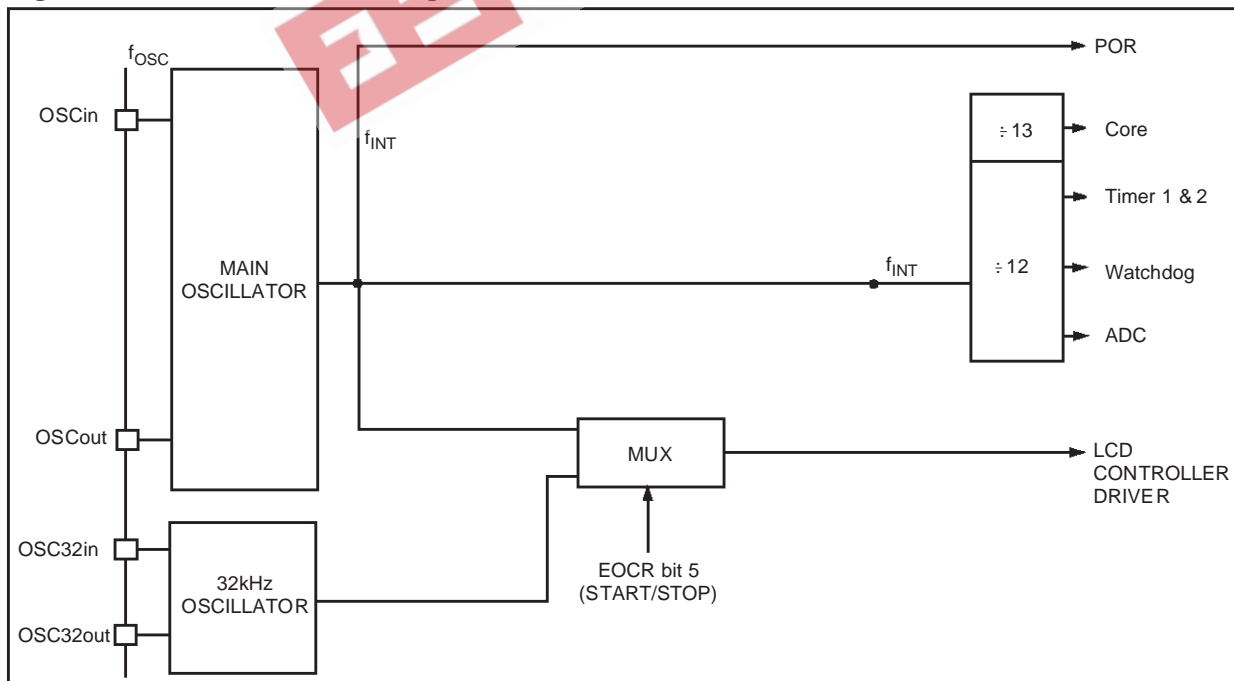 fOSC
POR
OSCin
÷13
Core
fINT
Timer 1 & 2
MAIN
OSCILLATOR
fINT
÷12
Watchdog
ADC
OSCout
MUX
LCD
CONTROLLER
DRIVER
OSC32in
32kHz
OSCILLATOR
EOCR bit 5
(START/STOP)
OSC32out